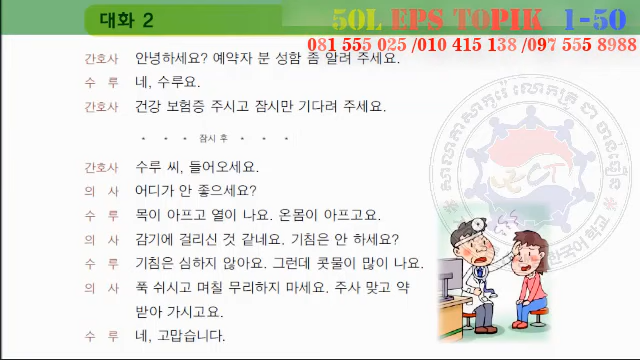 대화 2
50L EPS TOPIK 1-50
081 555 025 /010 415 138 /097 555 8988
간호사 안녕하세요? 예약자 분 성함 좀 알려 주세요.
수 루 네, 수루요.
간호사 건강 보험증 주시고 잠시만 기다려 주세요.
* * * 잠시 후 * * *
간호사 수루 씨, 들어오세요.
의 사 어디가 안 좋으세요?
수 루 목이 아프고 열이 나요. 온몸이 아프고요.
의 사 감기에 걸리신 것 같네요. 기침은 안 하세요?
수 루 기침은 심하지 않아요. 그런데 콧물이 많이 나요.
의 사 푹 쉬시고 며칠 무리하지 마세요. 주사 맞고 약
받아 가시고요.
수 루 네, 고맙습니다.
한국어 학교